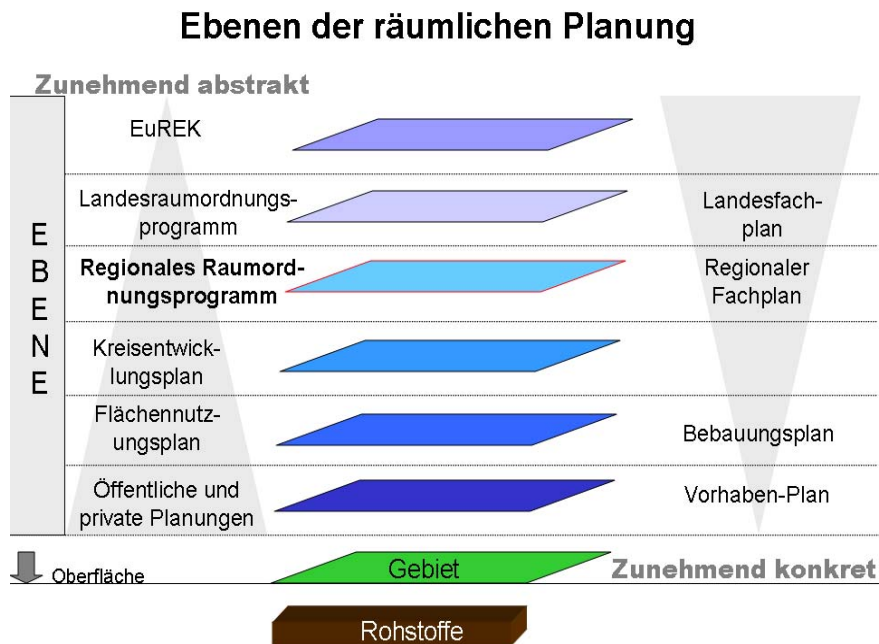 Ebenen der räumlichen Planung
Zunehmend abstrakt
EBENE
EuREK
Landesraumordnungs-
programm
Landesfach-
plan
Regionales Raumord-
nungsprogramm
Regionaler
Fachplan
Kreisentwick-
lungsplan
Flächennutz-
ungsplan
Bebauungsplan
Öffentliche und
private Planungen
Vorhaben-Plan
Oberfläche
Gebiet
Zunehmend konkret
Rohstoffe